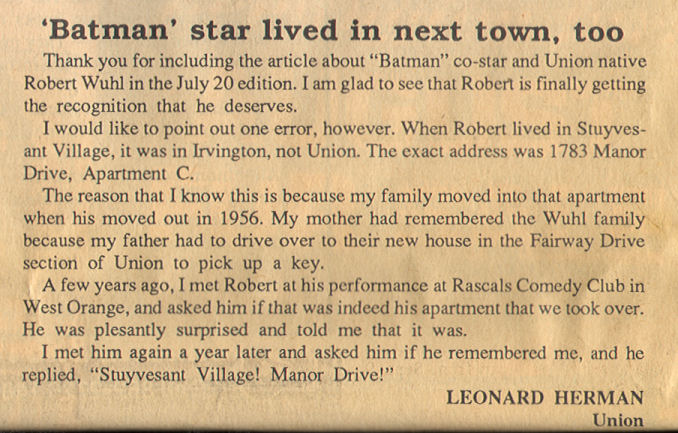 ‘Batman’ star lived in next town, too
Thank you for including the article about “Batman” co-star and Union native
Robert Wuhl in the July 20 edition. I am glad to see that Robert is finally getting
the recognition that he deserves.
I would like to point out one error, however. When Robert lived in Stuyves-
ant Village, it was in Irvington, not Union. The exact address was 1783 Manor
Drive, Apartment C.
The reason that I know this is because my family moved into that apartment
when his moved out in 1956. My mother had remembered the Wuhl family
because my father had to drive over to their new house in the Fairway Drive
section of Union to pick up a key.
A few years ago, I met Robert at his performance at Rascals Comedy Club in
West Orange, and asked him if that was indeed his apartment that we took over.
He was plesantly surprised and told me that it was.
I met him again a year later and asked him if he remembered me, and he
replied, “Stuyvesant Village! Manor Drive!”
LEONARD HERMAN
Union